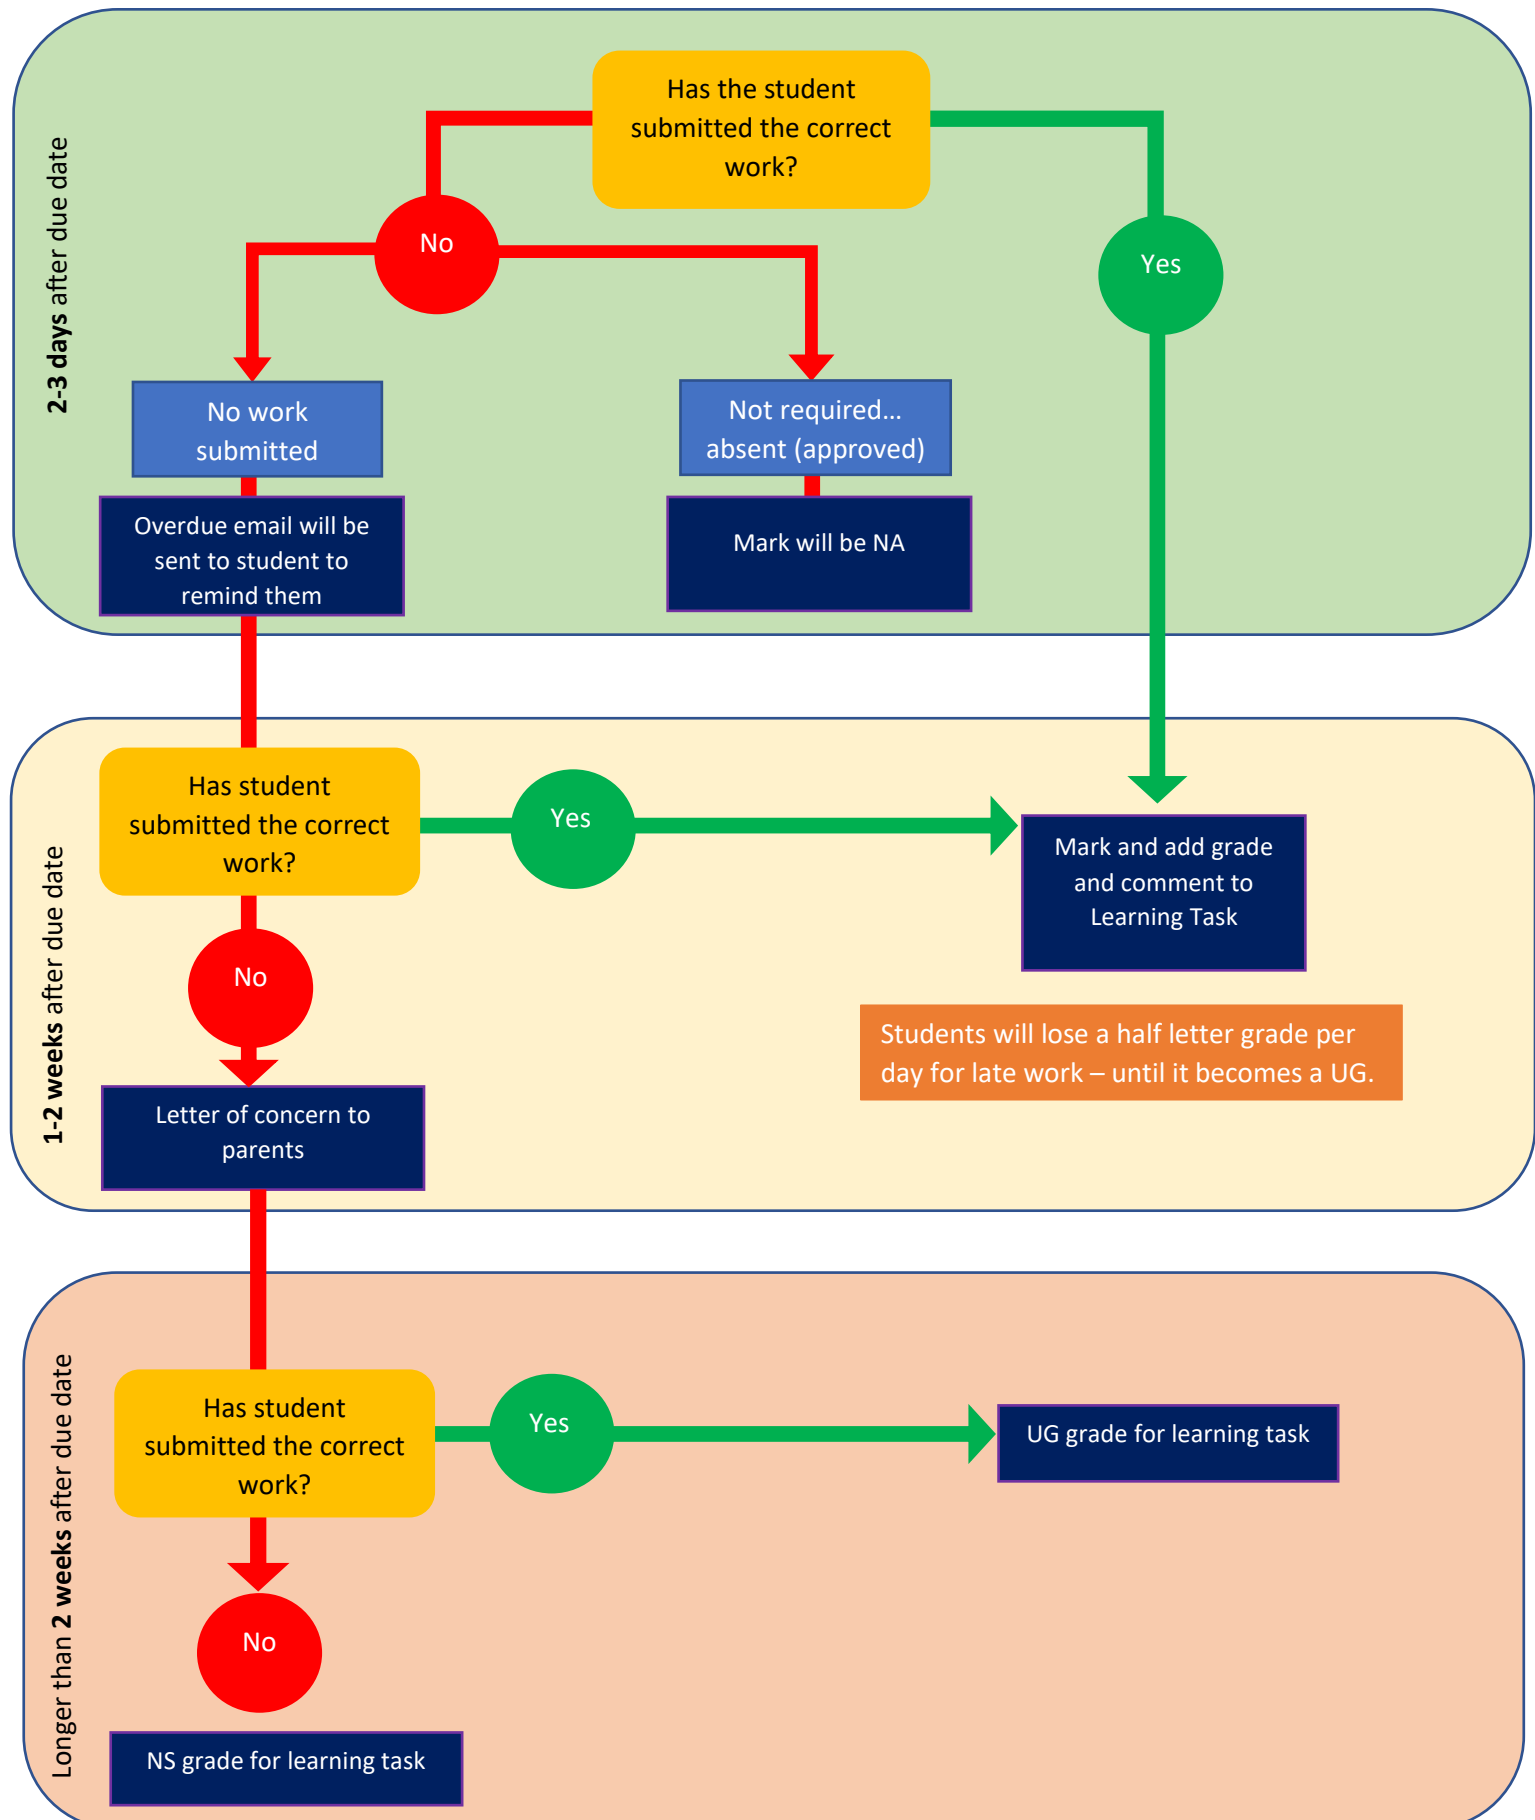 2-3 days after due date
Has the student
submitted the correct
work?
No
Yes
No work
submitted
Not required…
absent (approved)
Overdue email will be
sent to student to
remind them
Mark will be NA
1-2 weeks after due date
Has student
submitted the correct
work?
Yes
Mark and add grade
and comment to
Learning Task
No
Students will lose a half letter grade per
day for late work – until it becomes a UG.
Letter of concern to
parents
Longer than 2 weeks after due date
Has student
submitted the correct
work?
Yes
UG grade for learning task
No
NS grade for learning task